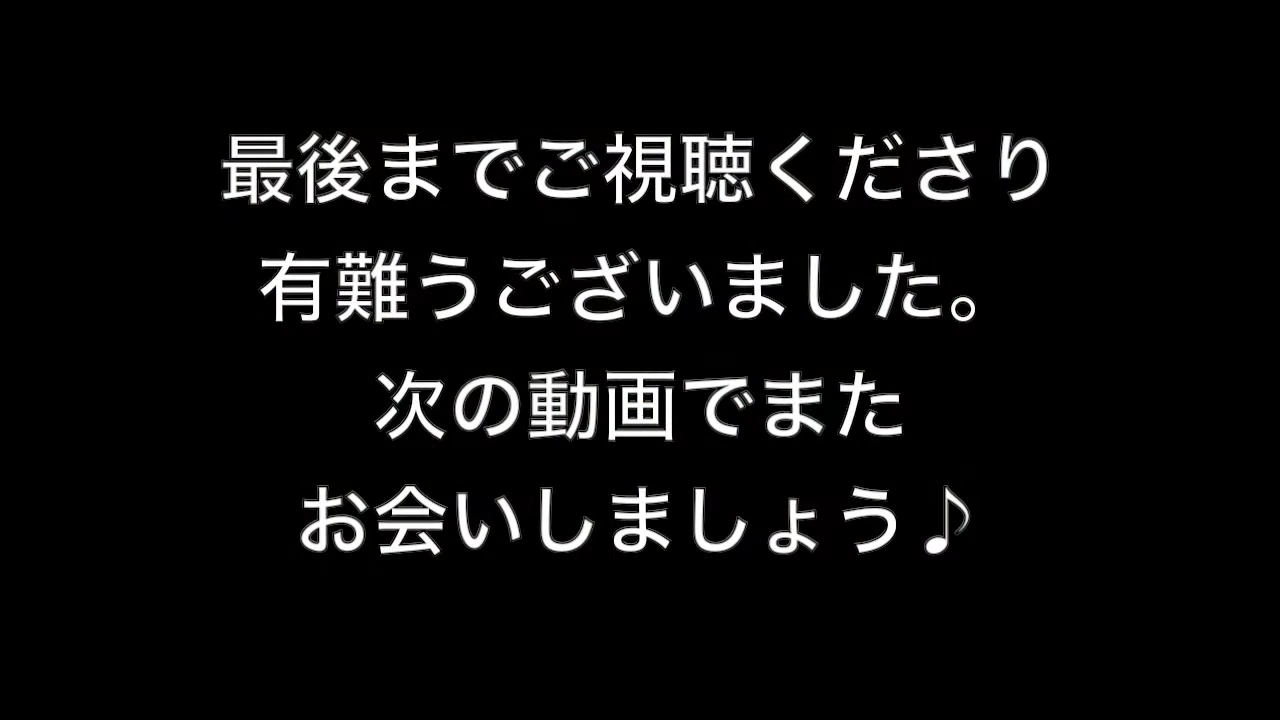 最後までご視聴くださり
有難うございました。
次の動画でまた
お会いしましょう♪